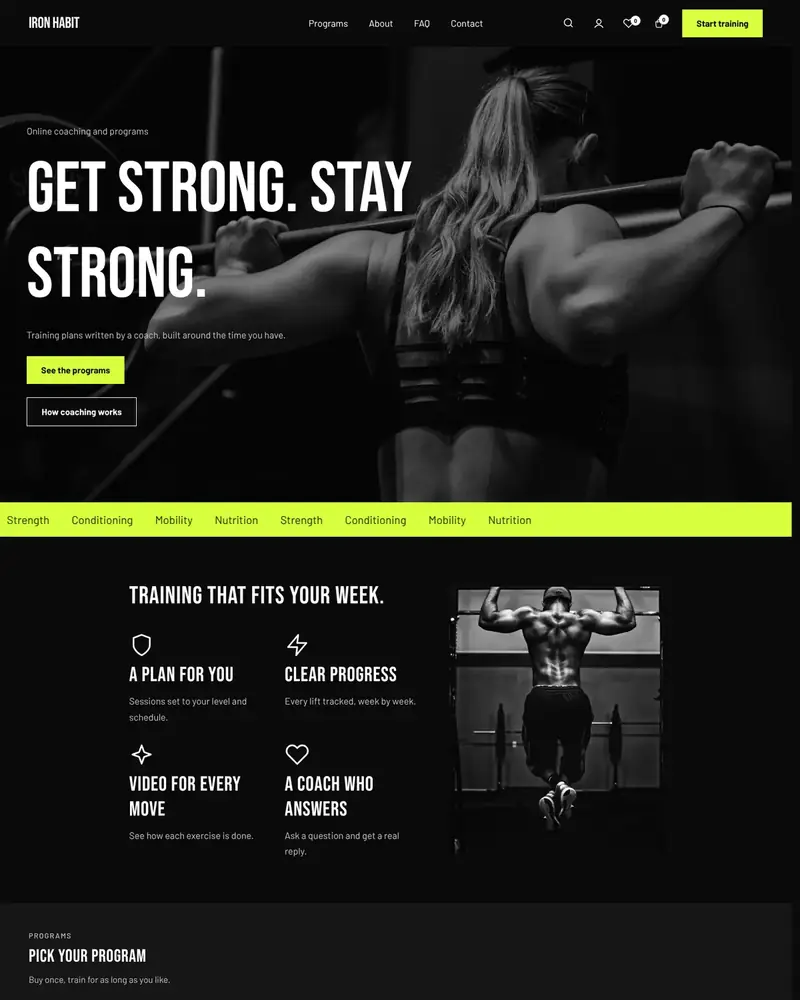 IRON HABIT
Programs About FAQ Contact
0 0
Start training
Online coaching and programs
GET STRONG. STAY
STRONG.
Training plans written by a coach, built around the time you have.
See the programs
How coaching works
Strength Conditioning Mobility Nutrition Strength Conditioning Mobility Nutrition
TRAINING THAT FITS YOUR WEEK.
A PLAN FOR YOU
Sessions set to your level and
schedule.
CLEAR PROGRESS
Every lift tracked, week by week.
VIDEO FOR EVERY
MOVE
See how each exercise is done.
A COACH WHO
ANSWERS
Ask a question and get a real
reply.
PROGRAMS
PICK YOUR PROGRAM
Buy once, train for as long as you like.